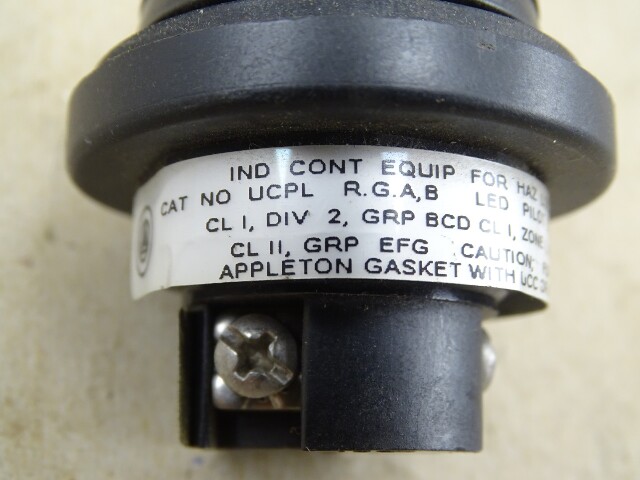 IND CONT EQUIP FOR HAZ
CAT NO UCPL R.G.A,B LED PILOT
CL I, DIV 2, GRP BCD CL I, ZONE
CL II, GRP EFG CAUTION:
APPLETON GASKET WITH UCC